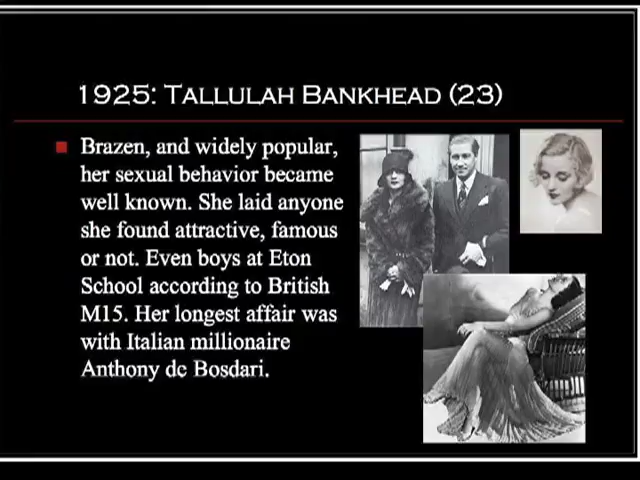 1925: Tallulah Bankhead (23)
Brazen, and widely popular,
her sexual behavior became
well known. She laid anyone
she found attractive, famous
or not. Even boys at Eton
School according to British
M15. Her longest affair was
with Italian millionaire
Anthony de Bosdari.